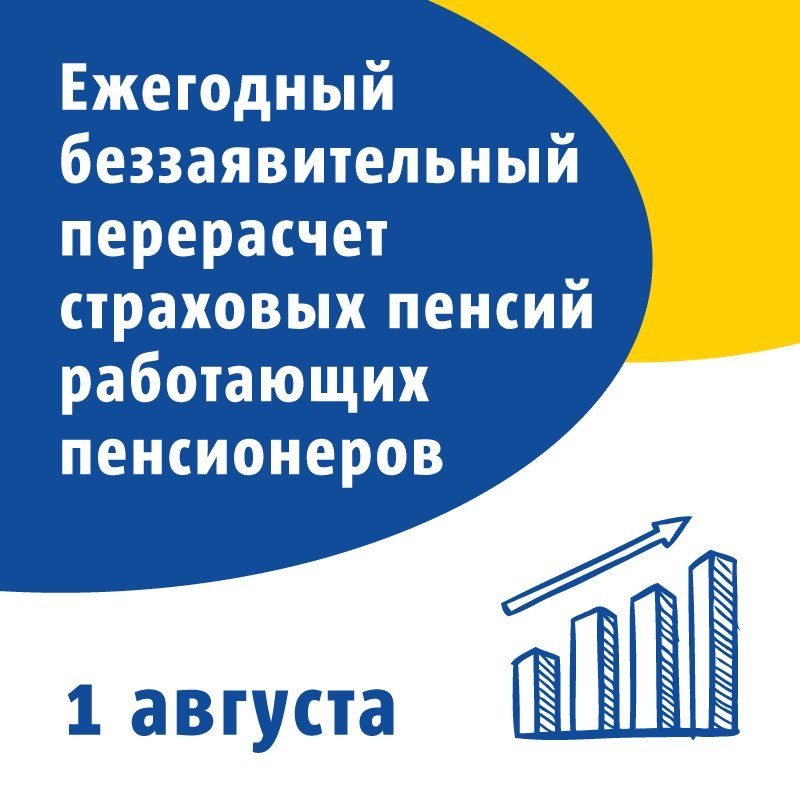 Ежегодный
беззаявительный
перерасчет
страховых пенсий
работающих
пенсионеров
1 августа